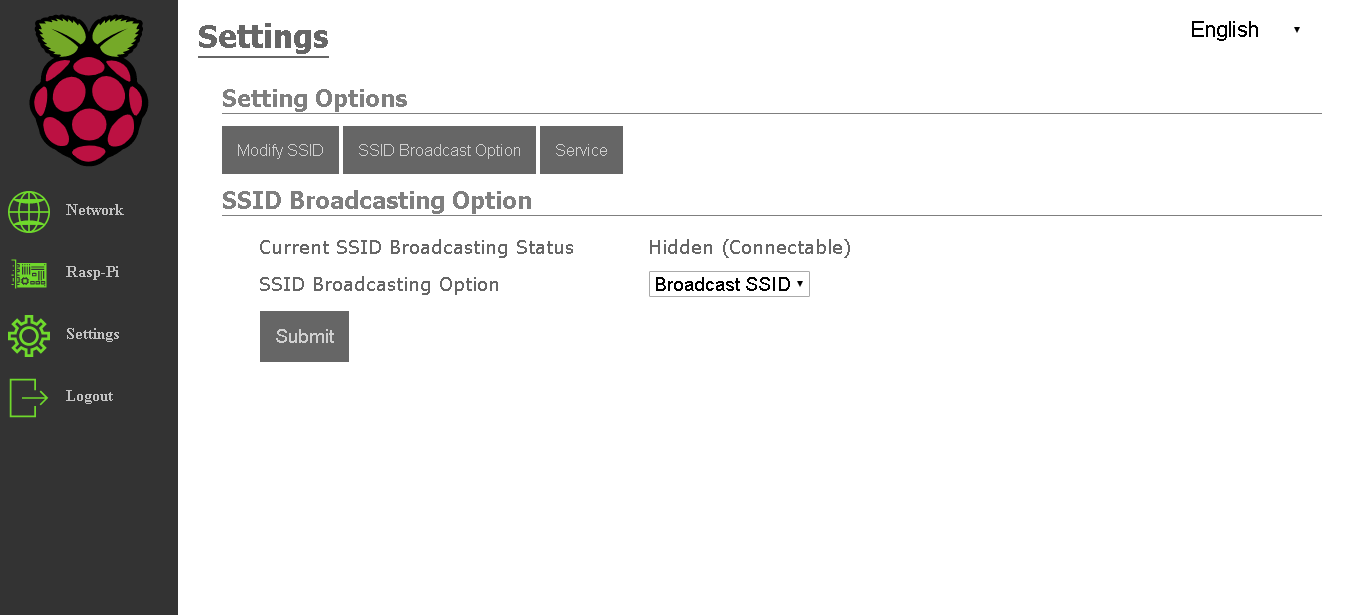 Settings
English
Setting Options
Modify SSID
SSID Broadcast Option
Service
SSID Broadcasting Option
Current SSID Broadcasting Status
Hidden (Connectable)
SSID Broadcasting Option
Broadcast SSID
Submit
Network
Rasp-Pi
Settings
Logout